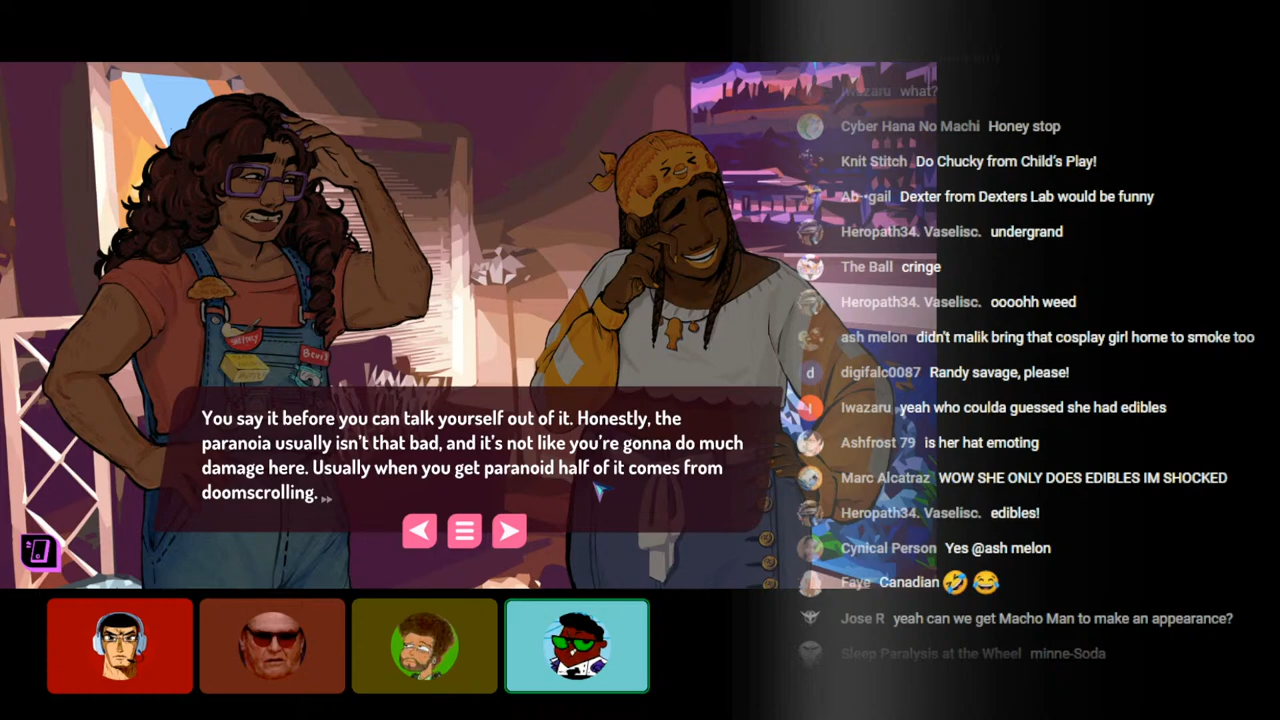 You say it before you can talk yourself out of it. Honestly, the
paranoia usually isn't that bad, and it's not like you're gonna do much
damage here. Usually when you get paranoid half of it comes from
doomscrolling.
Iwazaru what?
Cyber Hana No Machi Honey stop
Knit Stitch Do Chucky from Child's Play!
Ab--gail Dexter from Dexters Lab would be funny
Heropath34. Vaselisc. undergrand
The Ball cringe
Heropath34. Vaselisc. oooohh weed
ash melon didn't malik bring that cosplay girl home to smoke too
d
digifalc0087 Randy savage, please!
I
Iwazaru yeah who coulda guessed she had edibles
Ashfrost 79 is her hat emoting
Marc Alcatraz WOW SHE ONLY DOES EDIBLES IM SHOCKED
Heropath34. Vaselisc. edibles!
Cynical Person Yes @ash melon
Faye Canadian 🤣 😂
Jose R yeah can we get Macho Man to make an appearance?
Sleep Paralysis at the Wheel minne-Soda